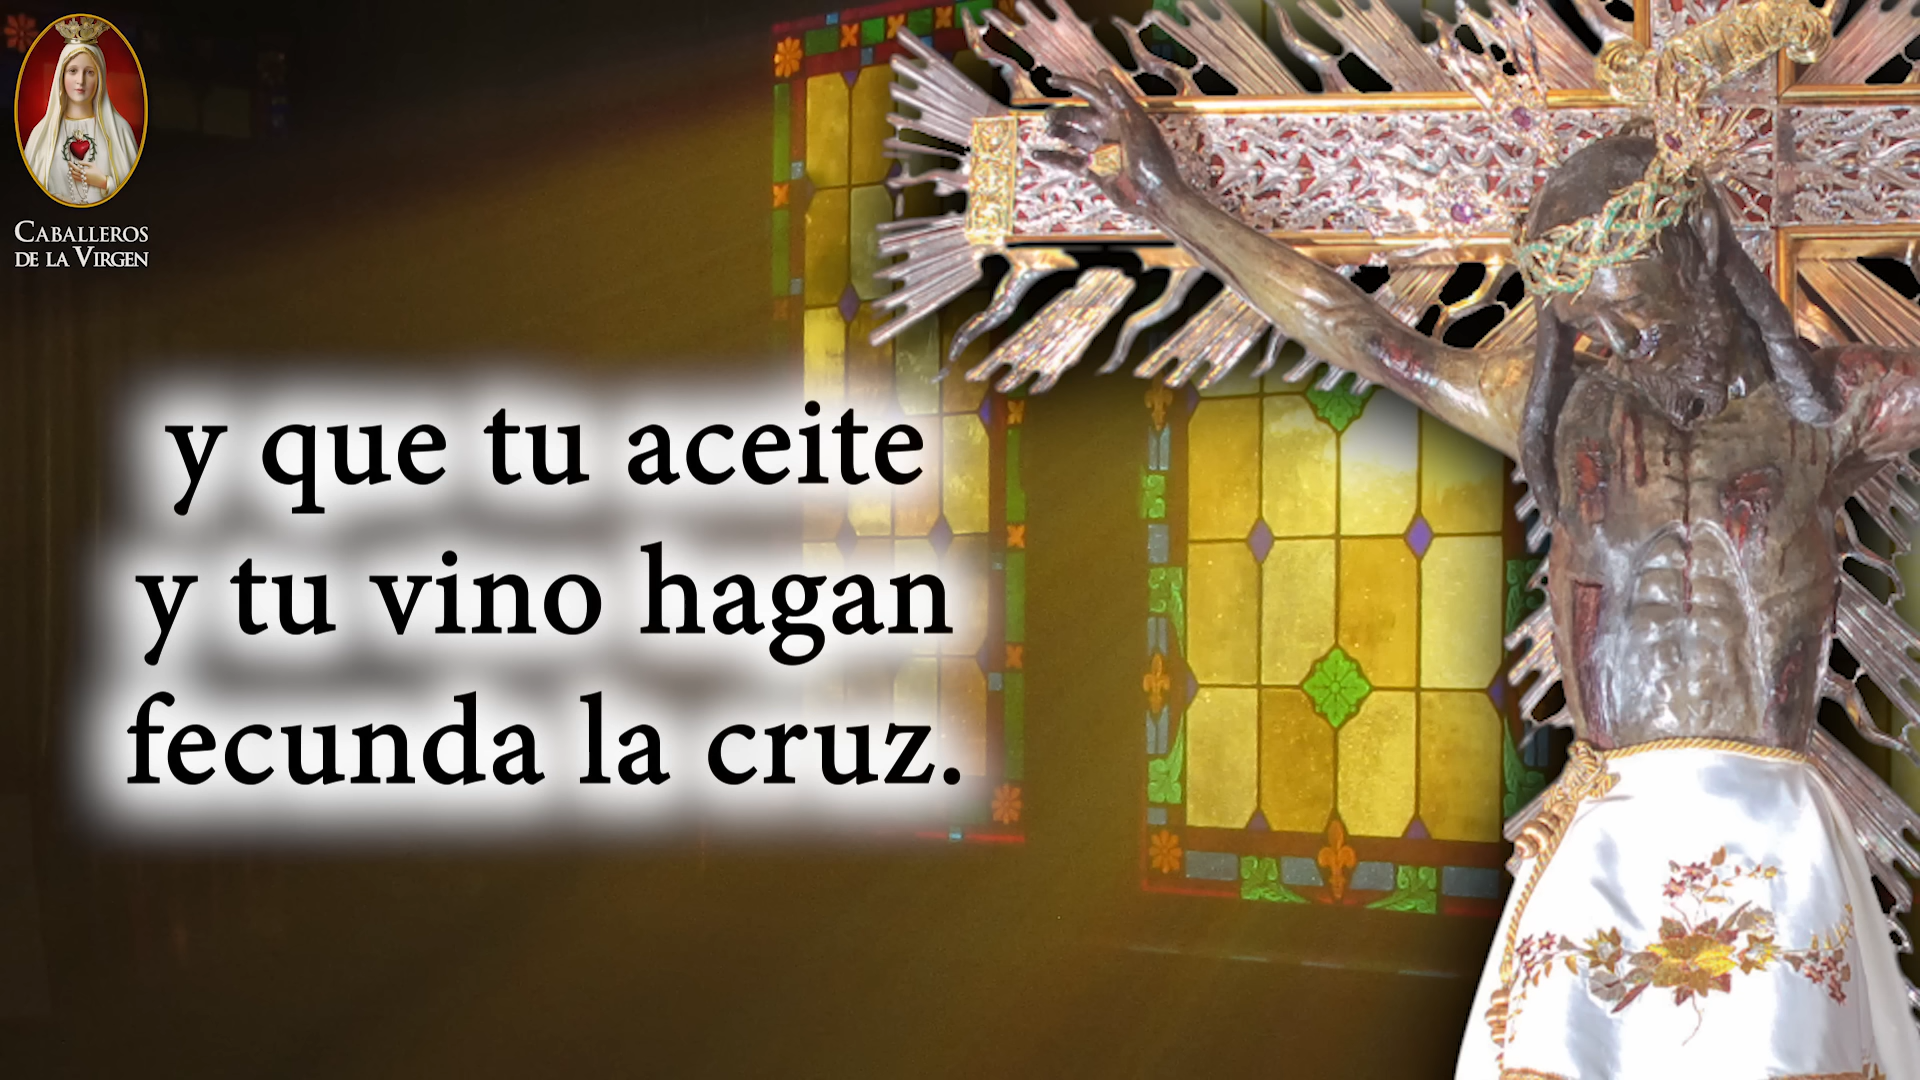 CABALLEROS
DE LA VIRGEN
y que tu aceite
y tu vino hagan
fecunda la cruz.